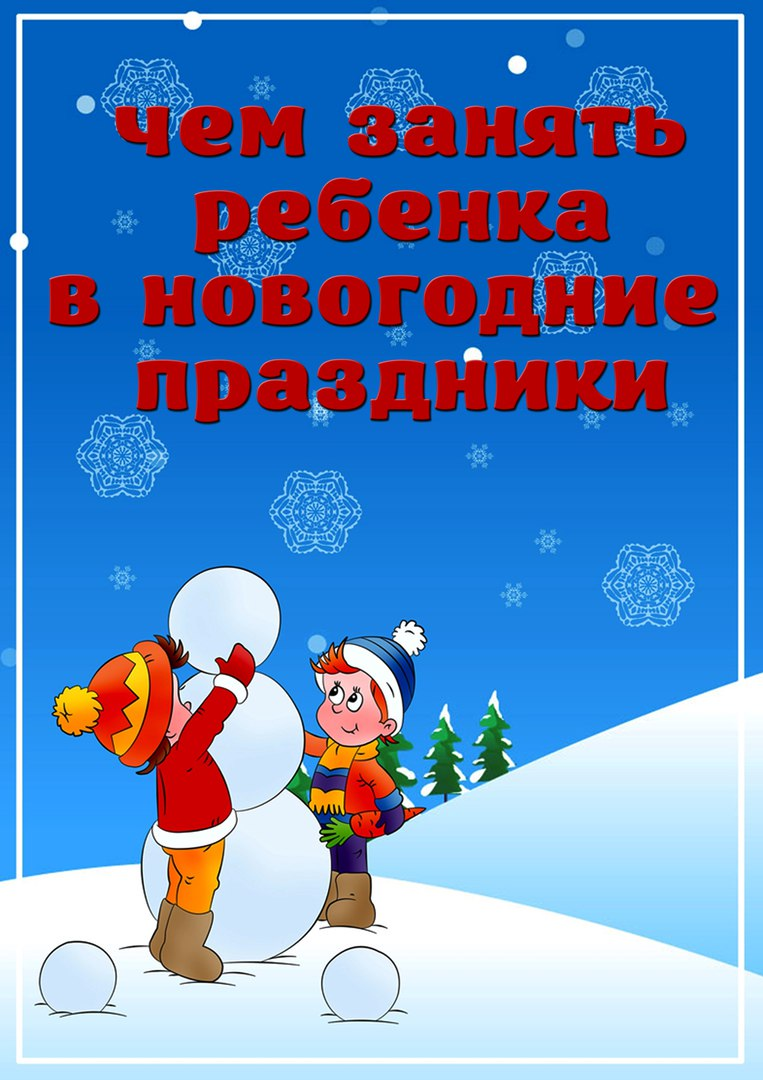 чем занять
ребенка
в новогодние
праздники